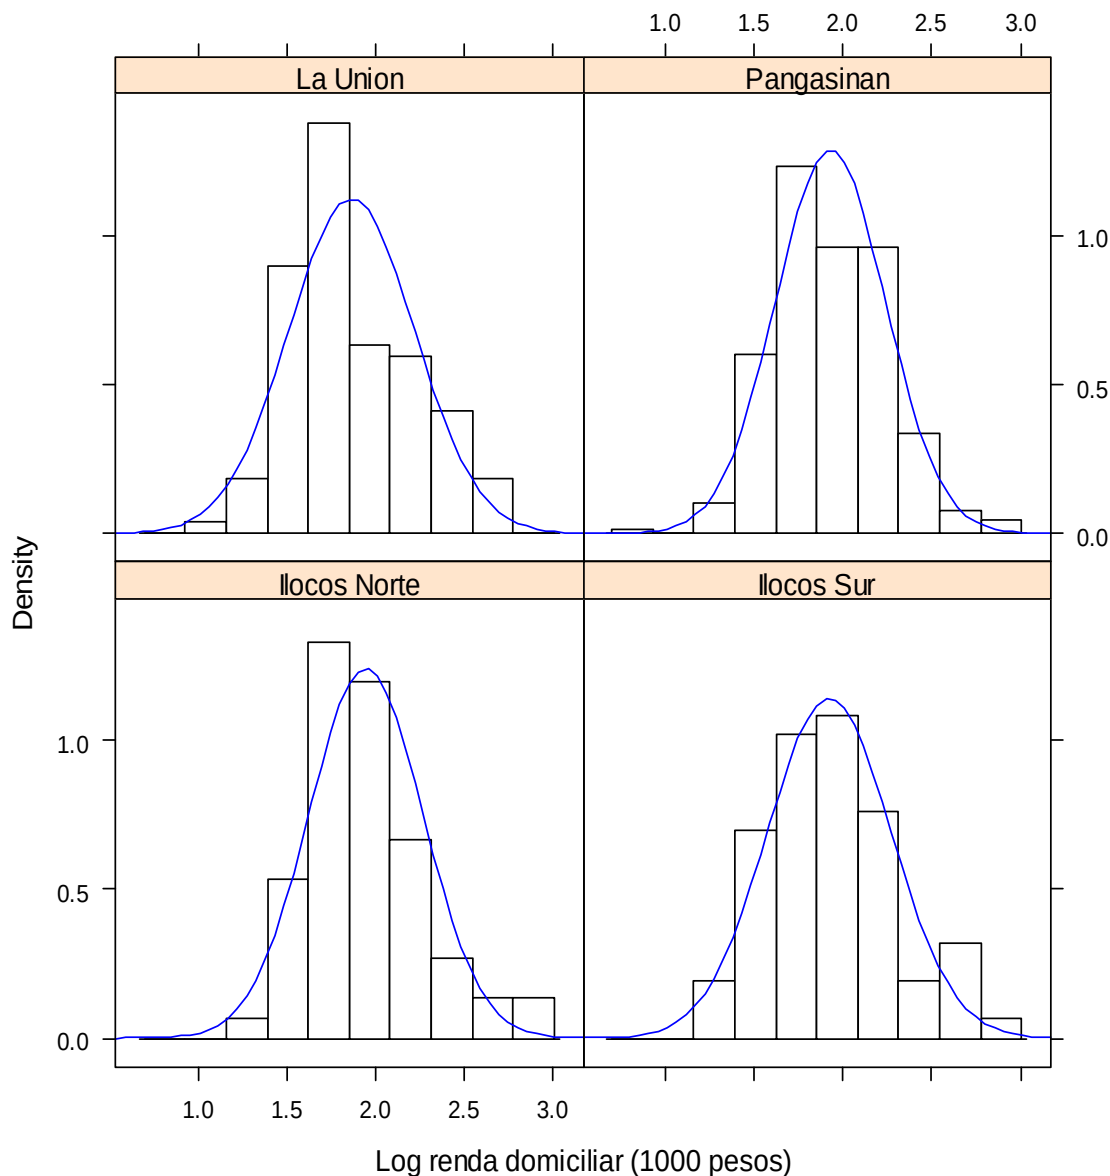 1.0 1.5 2.0 2.5 3.0
La Union Pangasinan
1.0
0.5
0.0
Density
Ilocos Norte Ilocos Sur
1.0
0.5
0.0
1.0 1.5 2.0 2.5 3.0
Log renda domiciliar (1000 pesos)